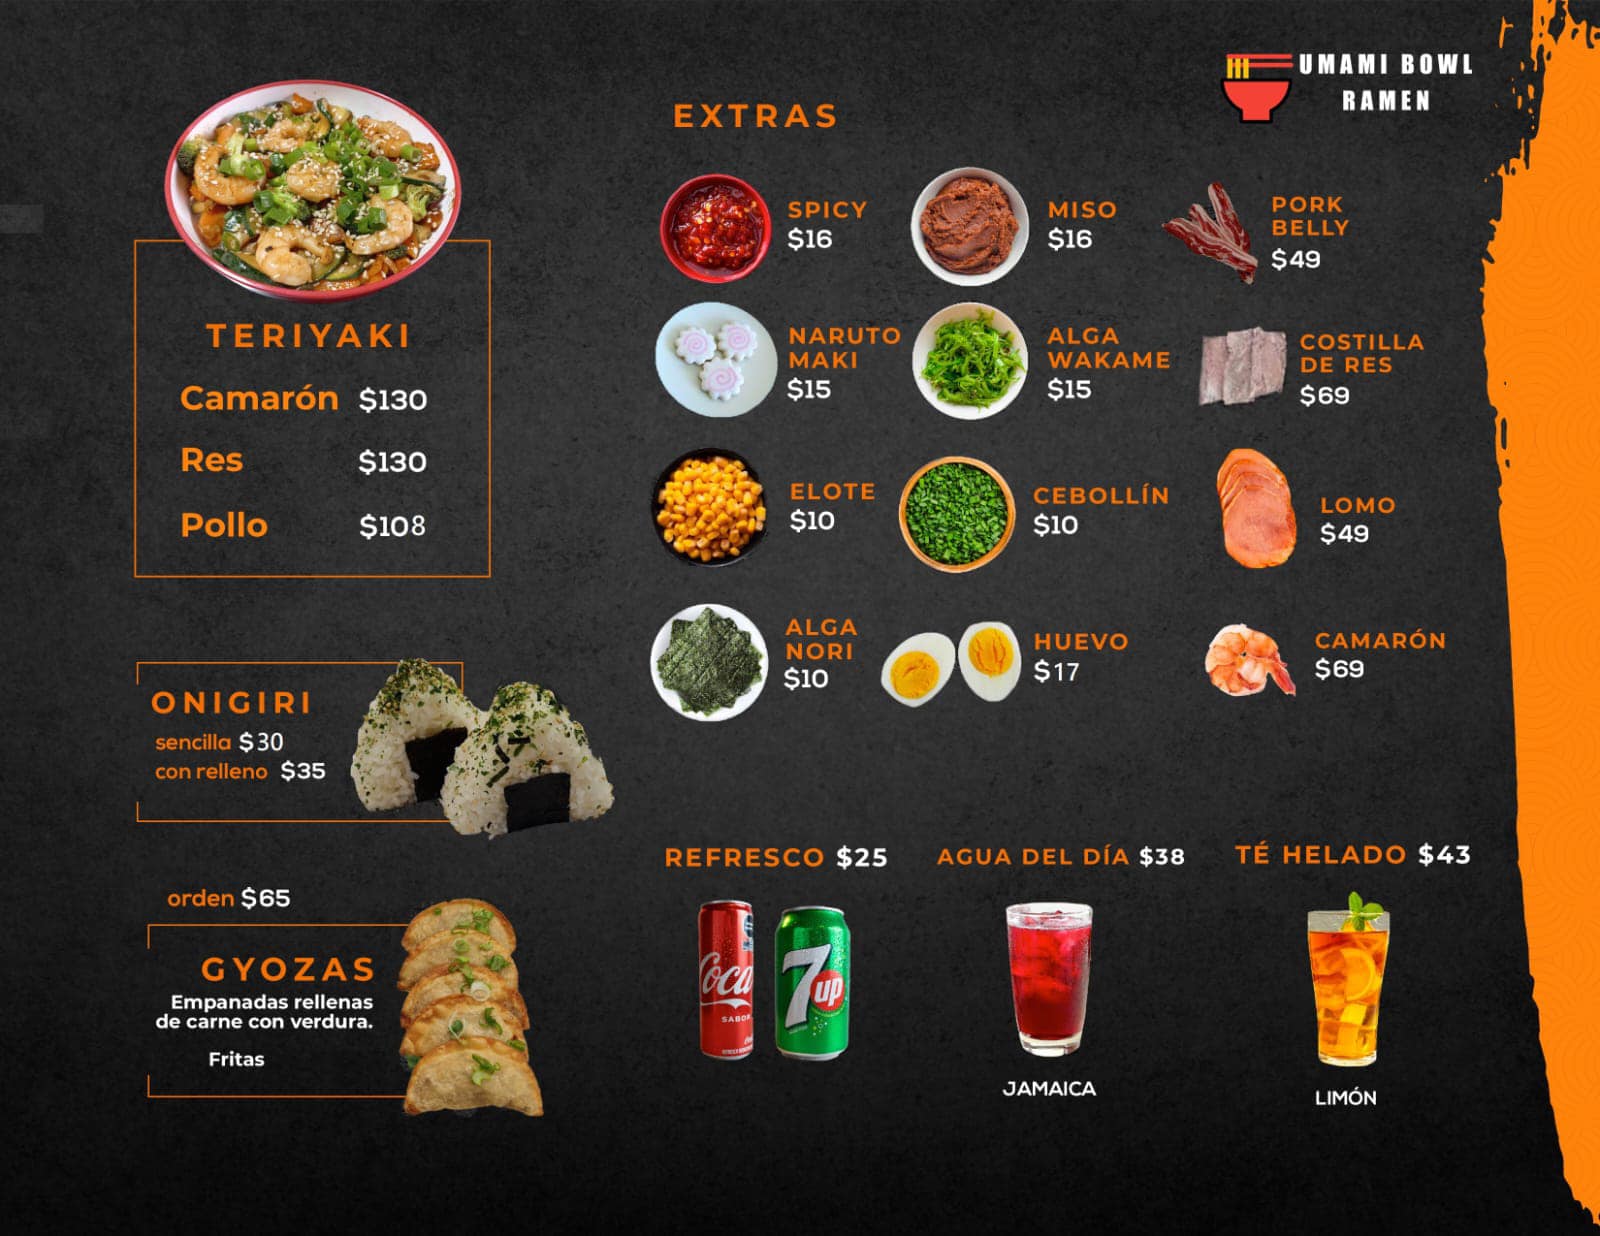 UMAMI BOWL
RAMEN
TERIYAKI
Camarón $130
Res $130
Pollo $108
ONIGIRI
sencilla $30
con relleno $35
orden $65
GYOZAS
Empanadas rellenas
de carne con verdura.
Fritas
EXTRAS
SPICY
$16
MISO
$16
PORK
BELLY
$49
NARUTO
MAKI
$15
ALGA
WAKAME
$15
COSTILLA
DE RES
$69
ELOTE
$10
CEBOLLÍN
$10
LOMO
$49
ALGA
NORI
$10
HUEVO
$17
CAMARÓN
$69
REFRESCO $25
Coca
SABOR
7up
AGUA DEL DÍA $38
JAMAICA
TÉ HELADO $43
LIMÓN